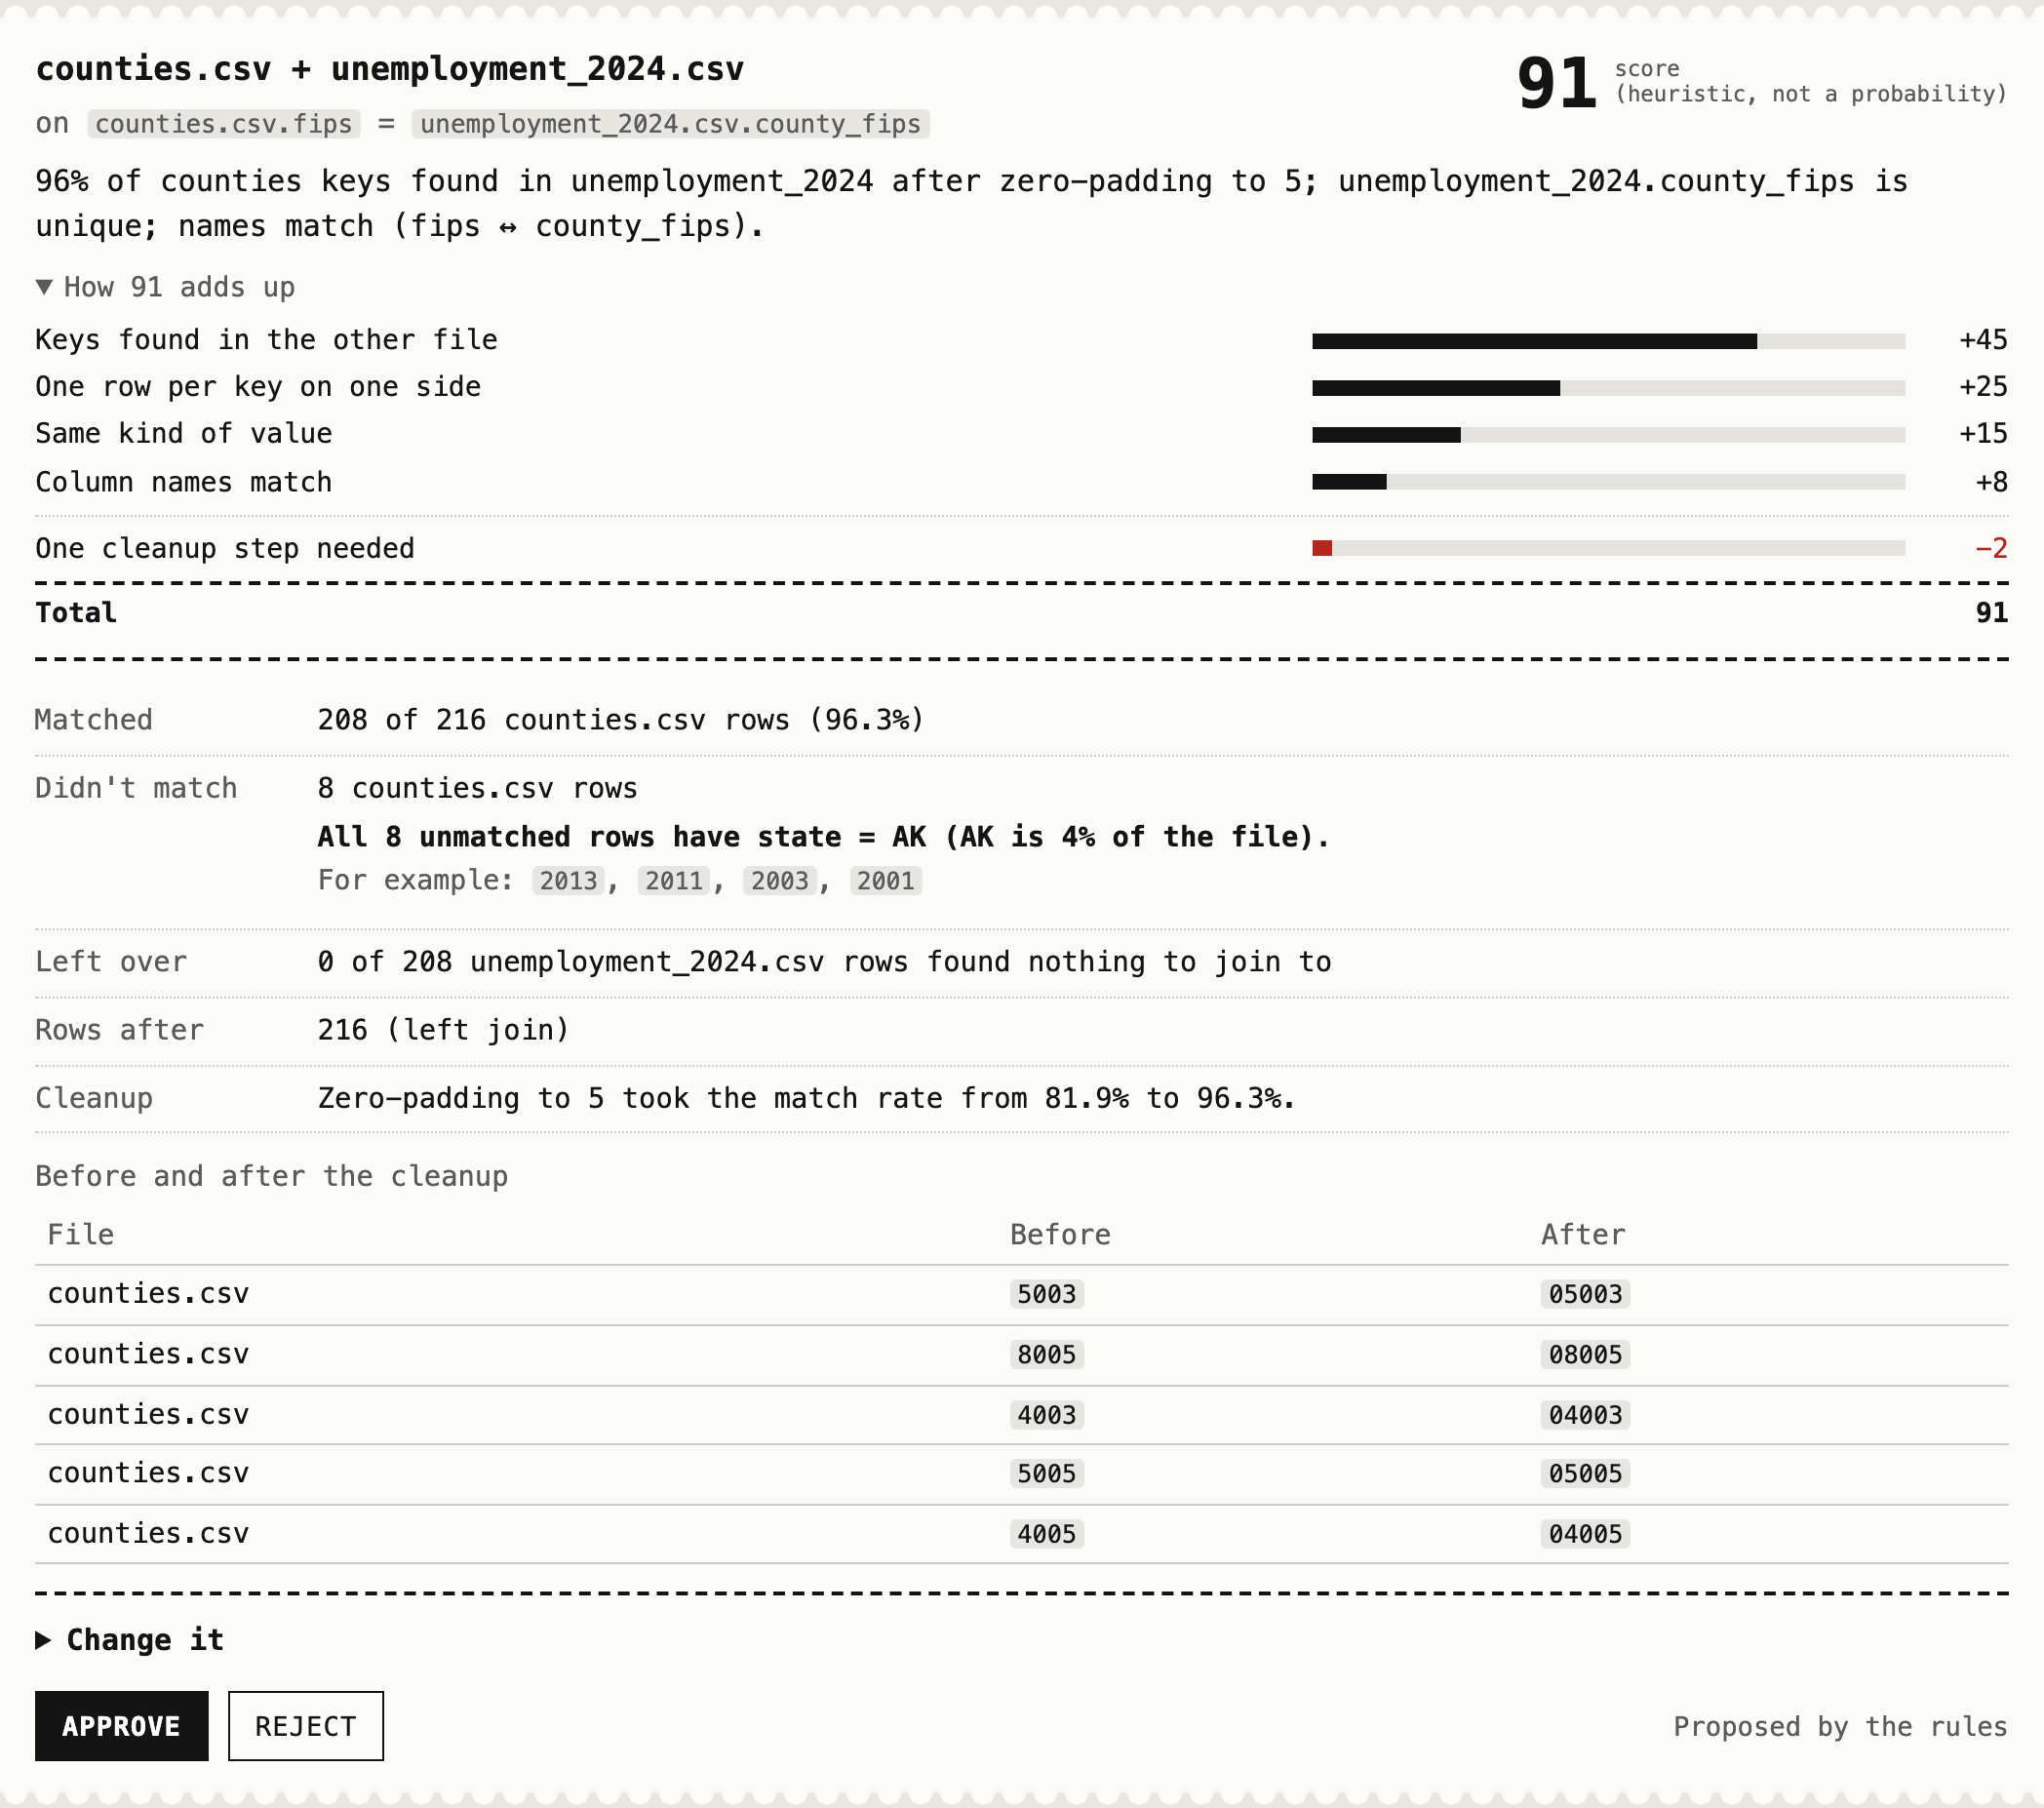 counties.csv + unemployment_2024.csv
91 score
(heuristic, not a probability)
on counties.csv.fips = unemployment_2024.csv.county_fips
96% of counties keys found in unemployment_2024 after zero-padding to 5; unemployment_2024.county_fips is
unique; names match (fips ↔ county_fips).
▼ How 91 adds up
Keys found in the other file +45
One row per key on one side +25
Same kind of value +15
Column names match +8
One cleanup step needed −2
Total 91
Matched 208 of 216 counties.csv rows (96.3%)
Didn't match 8 counties.csv rows
All 8 unmatched rows have state = AK (AK is 4% of the file).
For example: 2013, 2011, 2003, 2001
Left over 0 of 208 unemployment_2024.csv rows found nothing to join to
Rows after 216 (left join)
Cleanup Zero-padding to 5 took the match rate from 81.9% to 96.3%.
Before and after the cleanup
File Before After
counties.csv 5003 05003
counties.csv 8005 08005
counties.csv 4003 04003
counties.csv 5005 05005
counties.csv 4005 04005
▶ Change it
APPROVE REJECT Proposed by the rules